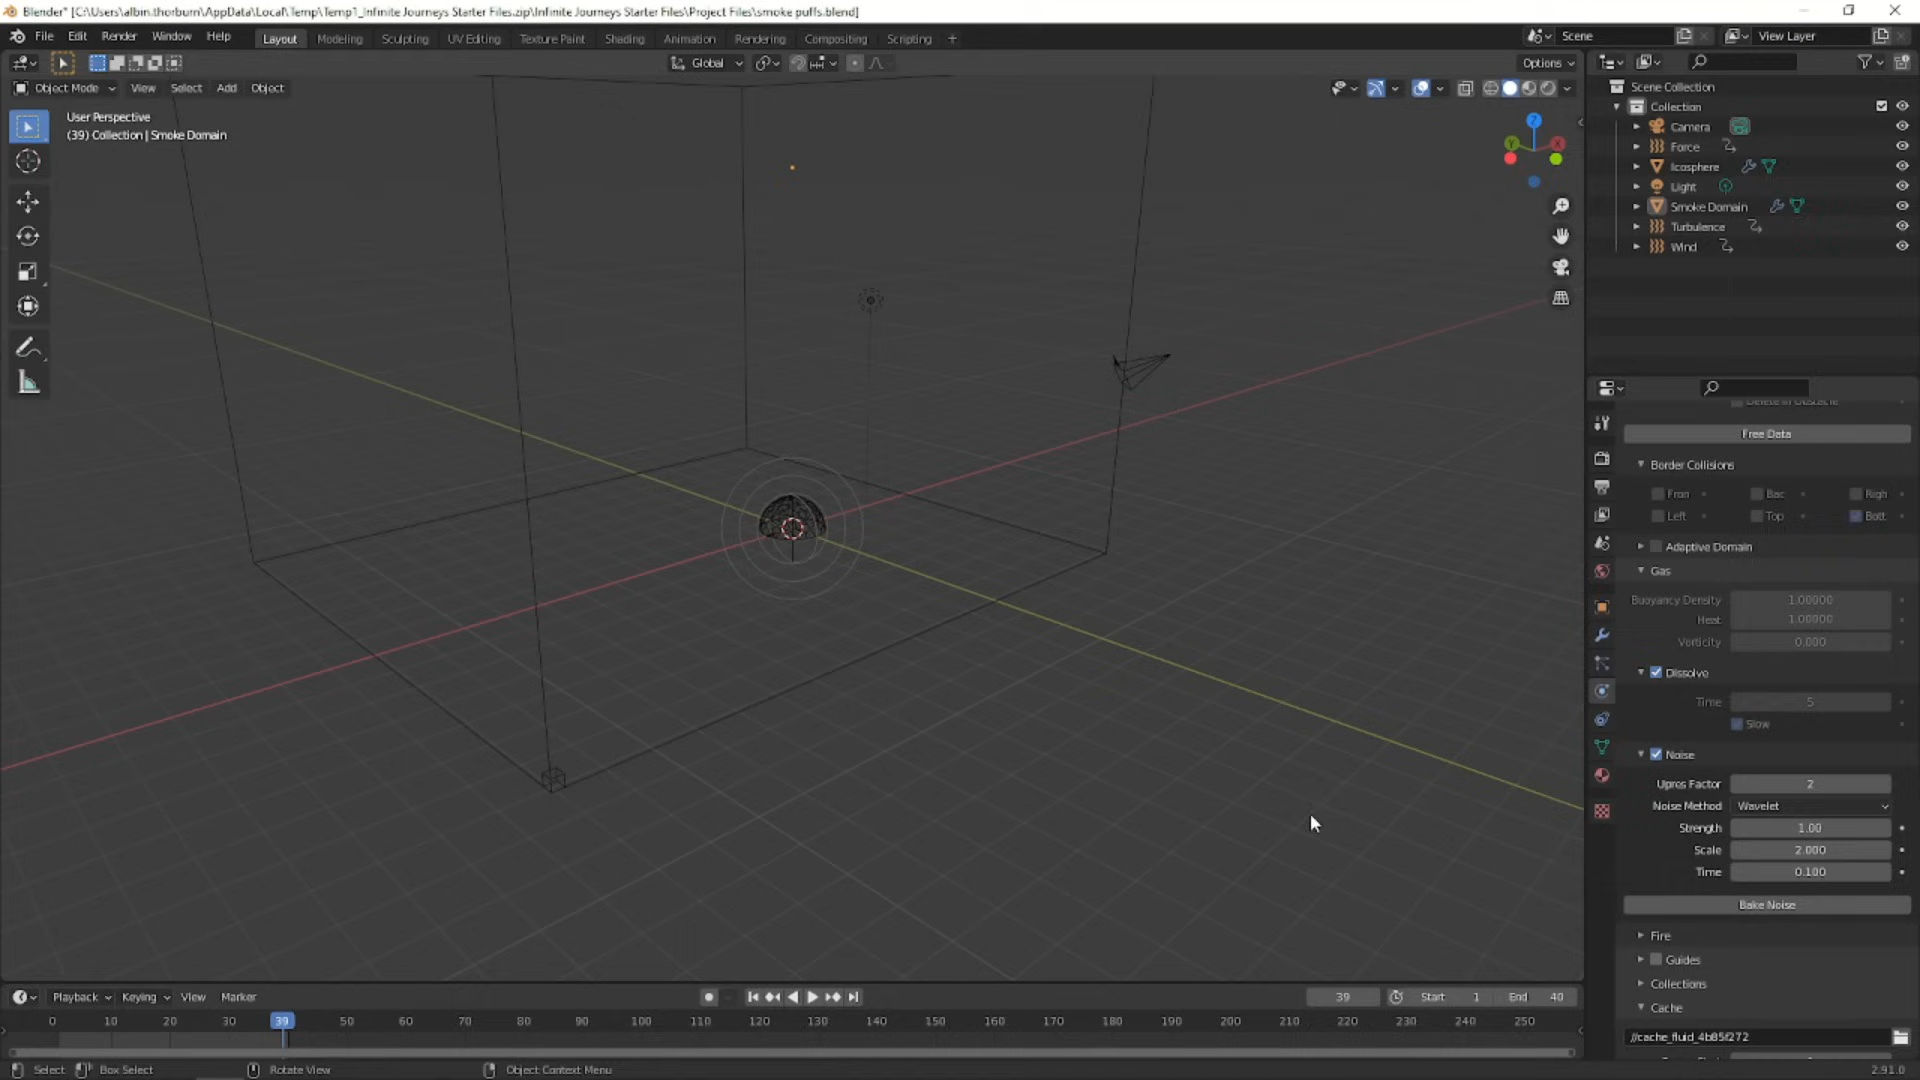 Blender* [C:\Users\albin.thorburn\AppData\Local\Temp\Temp1_Infinite Journeys Starter Files.zip\Infinite Journeys Starter Files\Project Files\smoke puffs.blend]
File Edit Render Window Help Layout Modeling Sculpting UV Editing Texture Paint Shading Animation Rendering Compositing Scripting + Scene View Layer
Global Options
Object Mode View Select Add Object
User Perspective
(39) Collection | Smoke Domain
Z
Y
X
Scene Collection
Collection
Camera
Force
Icosphere
Light
Smoke Domain
Turbulence
Wind
Free Data
Border Collisions
Fron Bac Righ
Left Top Bott
Adaptive Domain
Gas
Buoyancy Density 1.00000
Heat 1.00000
Vorticity 0.000
Dissolve
Time 5
Slow
Noise
Upres Factor 2
Noise Method Wavelet
Strength 1.00
Scale 2.000
Time 0.100
Bake Noise
Fire
Guides
Collections
Cache
//cache_fluid_4b85f272
Playback Keying View Marker 39 Start 1 End 40
0 10 20 30 39 50 60 70 80 90 100 110 120 130 140 150 160 170 180 190 200 210 220 230 240 250
Select Box Select Rotate View Object Context Menu 2.91.0